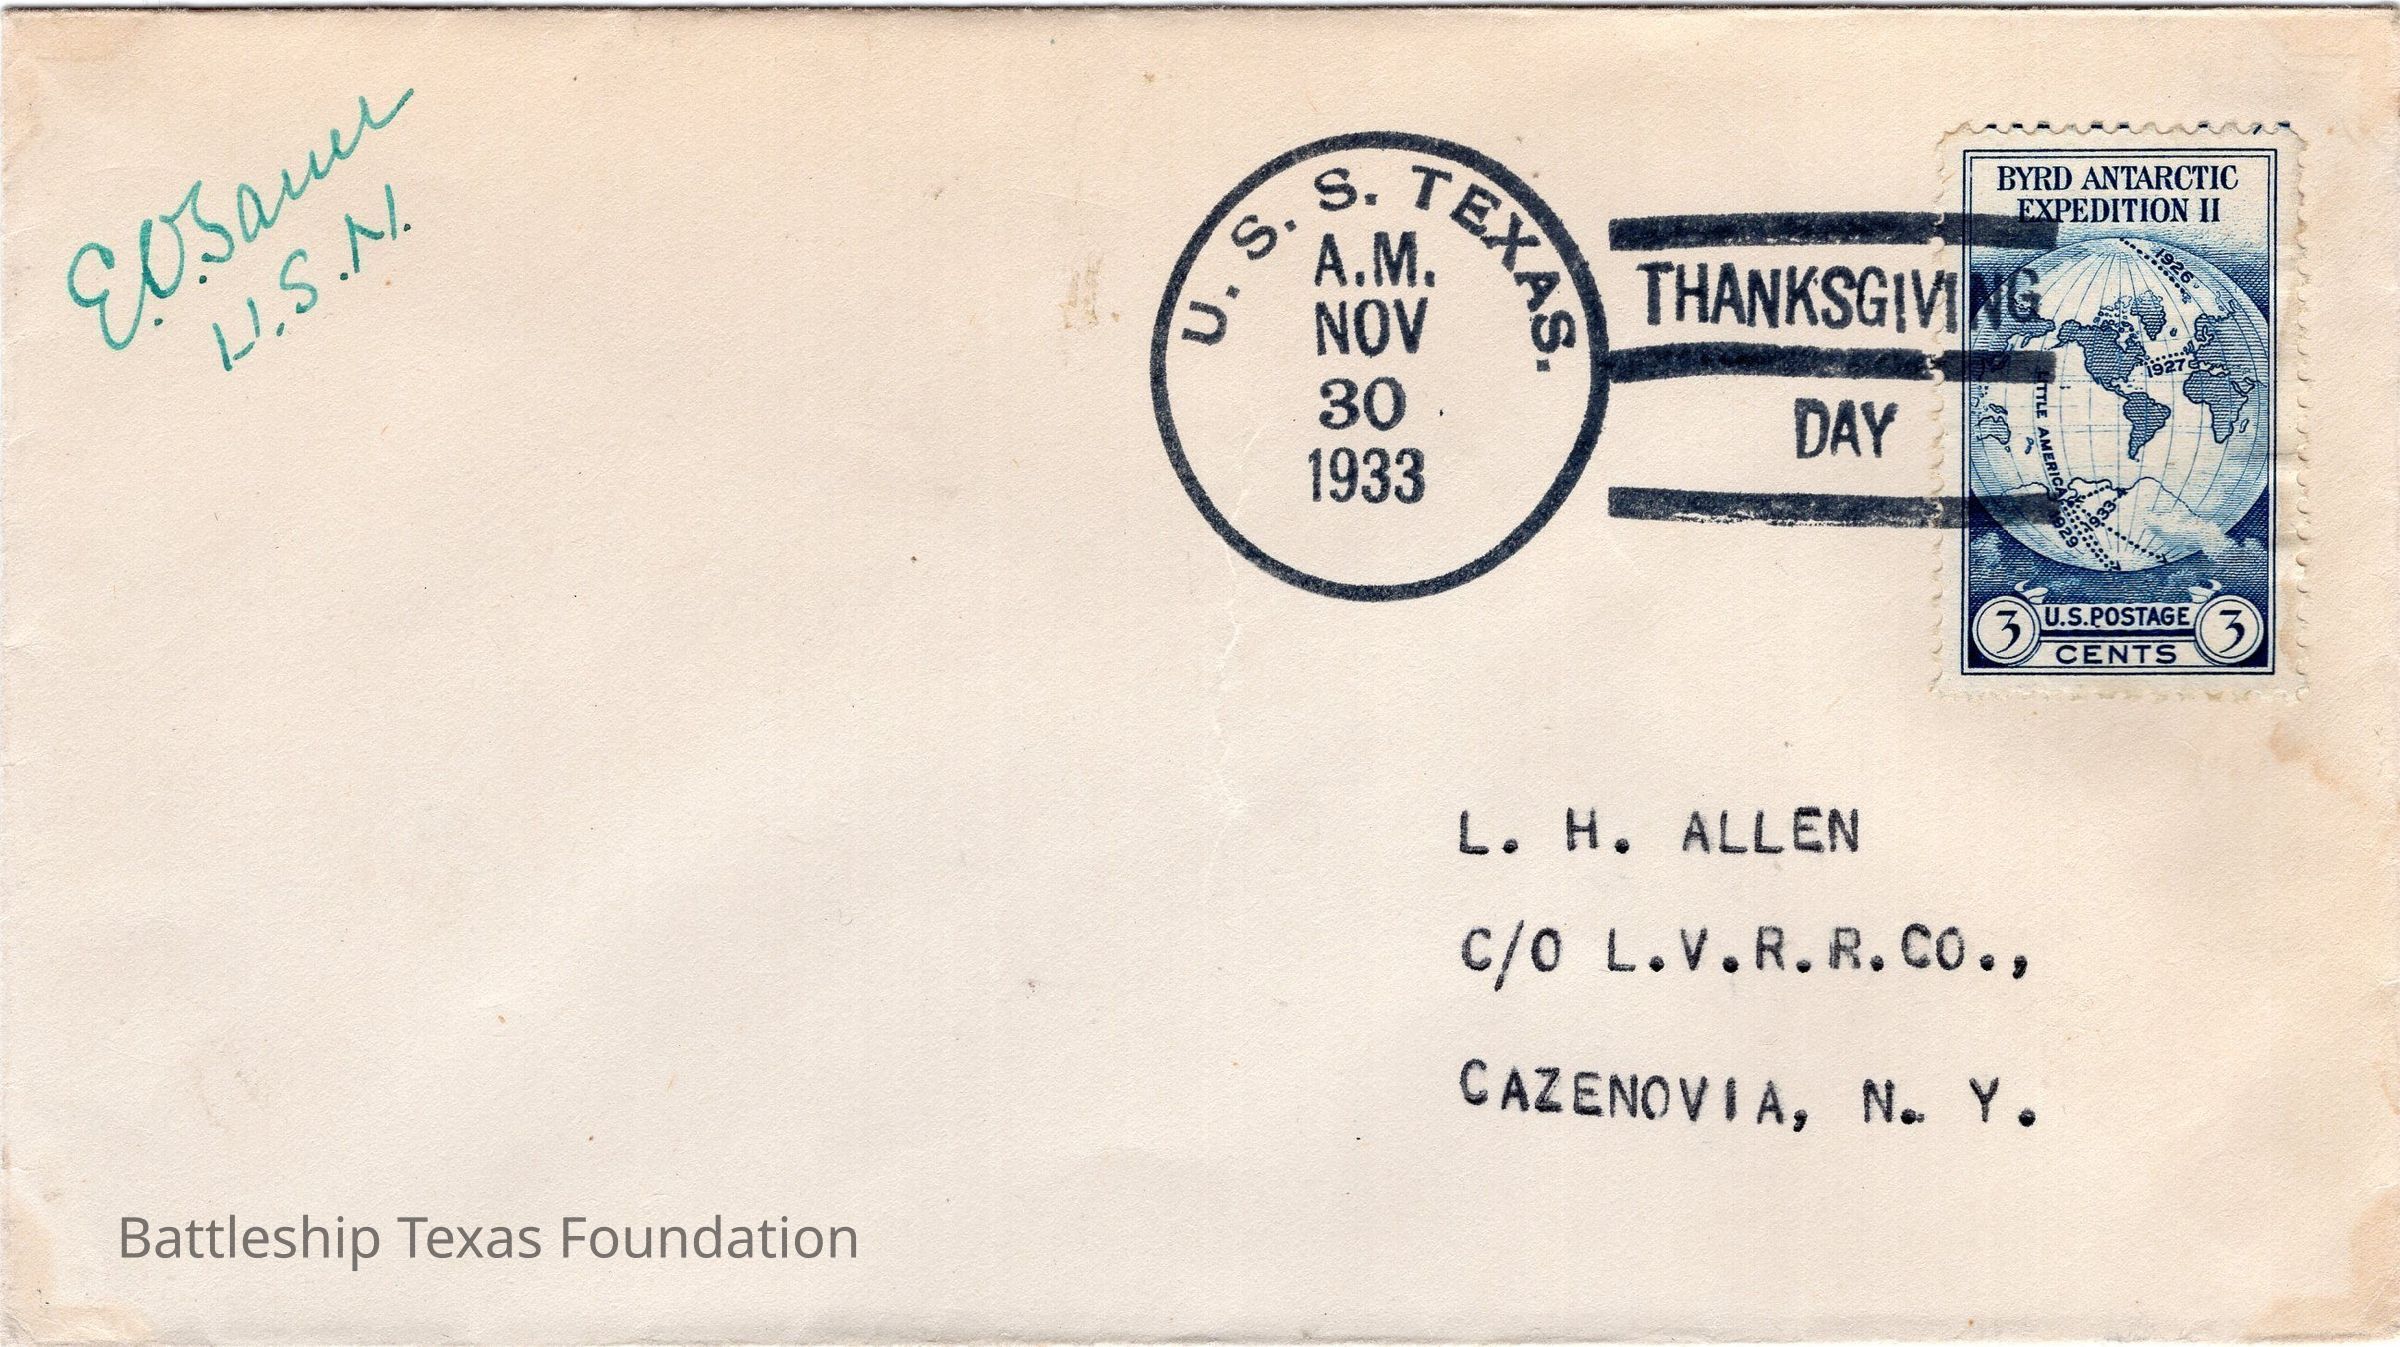 U.S.N.
U. S. S. TEXAS.
A.M.
NOV
30
1933
THANKSGIVING
DAY
BYRD ANTARCTIC
EXPEDITION II
1926
1927
LITTLE AMERICA
1929
1933
3 U.S. POSTAGE 3
CENTS
L. H. ALLEN
C/O L.V.R.R.CO.,
CAZENOVIA, N. Y.
Battleship Texas Foundation